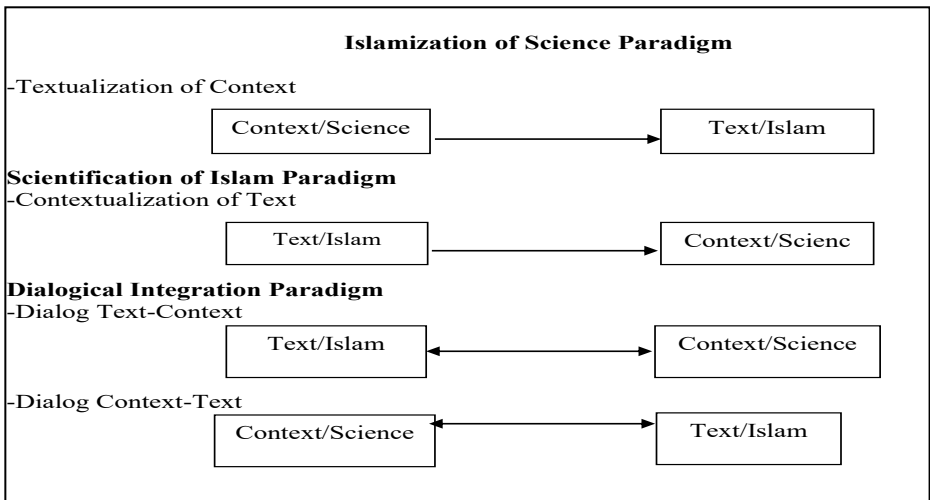 Islamization of Science Paradigm
-Textualization of Context
Context/Science
Text/Islam
Scientification of Islam Paradigm
-Contextualization of Text
Text/Islam
Context/Scienc
Dialogical Integration Paradigm
-Dialog Text-Context
Text/Islam
Context/Science
-Dialog Context-Text
Context/Science
Text/Islam